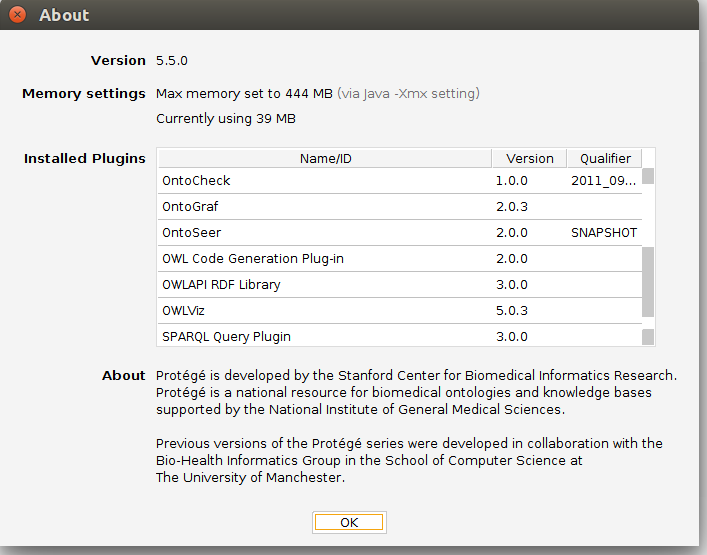 About
Version 5.5.0
Memory settings Max memory set to 444 MB (via Java -Xmx setting)
Currently using 39 MB
Installed Plugins
Name/ID Version Qualifier
OntoCheck 1.0.0 2011_09...
OntoGraf 2.0.3
OntoSeer 2.0.0 SNAPSHOT
OWL Code Generation Plug-in 2.0.0
OWLAPI RDF Library 3.0.0
OWLViz 5.0.3
SPARQL Query Plugin 3.0.0
About Protégé is developed by the Stanford Center for Biomedical Informatics Research.
Protégé is a national resource for biomedical ontologies and knowledge bases
supported by the National Institute of General Medical Sciences.
Previous versions of the Protégé series were developed in collaboration with the
Bio-Health Informatics Group in the School of Computer Science at
The University of Manchester.
OK